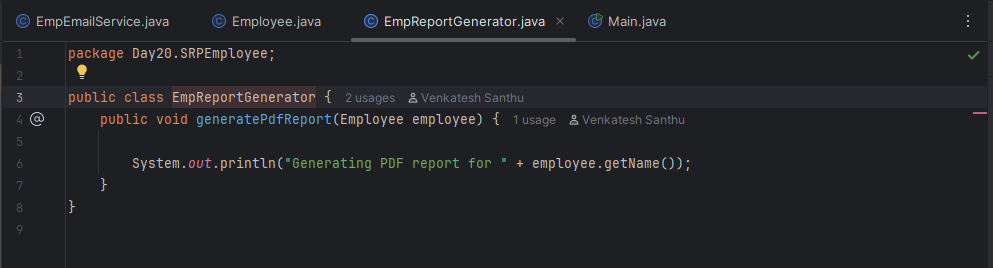 EmpEmailService.java Employee.java EmpReportGenerator.java Main.java
1 package Day20.SRPEmployee;
2
3 public class EmpReportGenerator { 2 usages Venkatesh Santhu
4 @ public void generatePdfReport(Employee employee) { 1 usage Venkatesh Santhu
5
6 System.out.println("Generating PDF report for " + employee.getName());
7 }
8 }
9